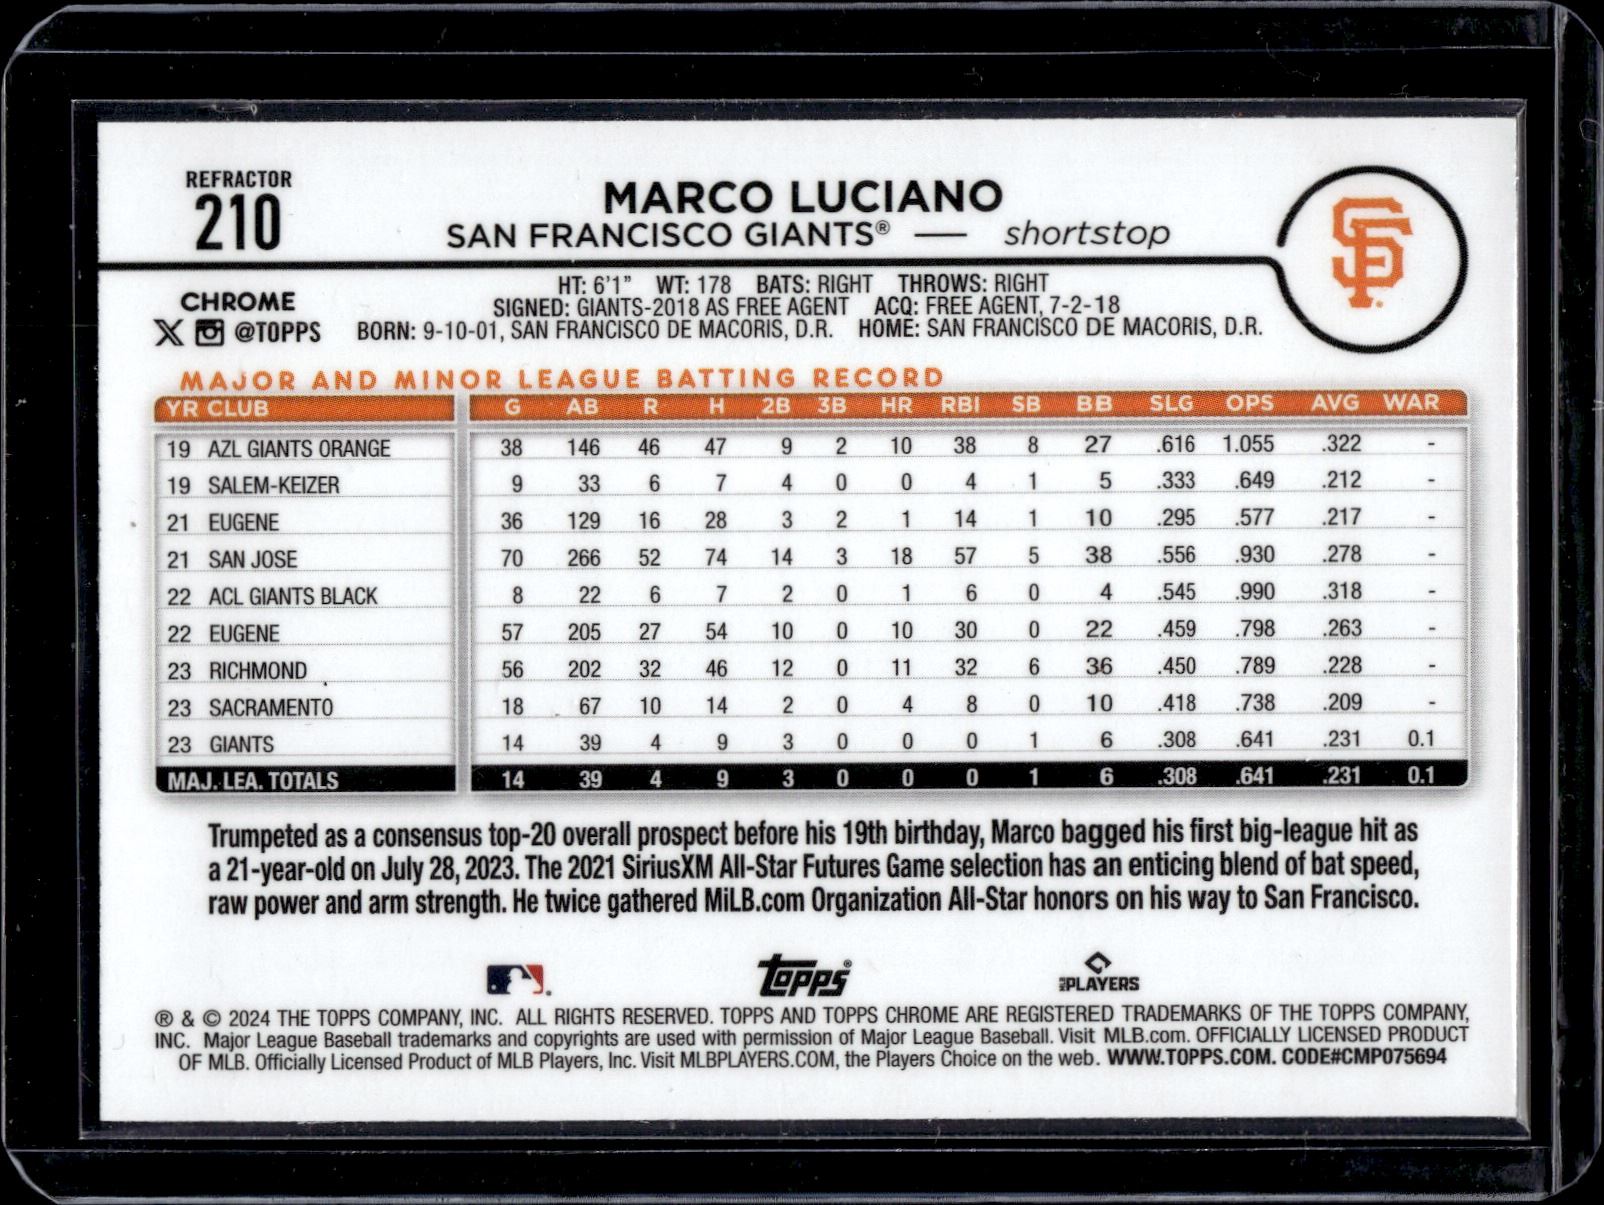 REFRACTOR
210
MARCO LUCIANO
SAN FRANCISCO GIANTS® — shortstop
SF
CHROME
X @TOPPS
HT: 6'1" WT: 178 BATS: RIGHT THROWS: RIGHT
SIGNED: GIANTS-2018 AS FREE AGENT ACQ: FREE AGENT, 7-2-18
BORN: 9-10-01, SAN FRANCISCO DE MACORIS, D.R. HOME: SAN FRANCISCO DE MACORIS, D.R.
MAJOR AND MINOR LEAGUE BATTING RECORD
YR CLUB G AB R H 2B 3B HR RBI SB BB SLG OPS AVG WAR
19 AZL GIANTS ORANGE 38 146 46 47 9 2 10 38 8 27 .616 1.055 .322 -
19 SALEM-KEIZER 9 33 6 7 4 0 0 4 1 5 .333 .649 .212 -
21 EUGENE 36 129 16 28 3 2 1 14 1 10 .295 .577 .217 -
21 SAN JOSE 70 266 52 74 14 3 18 57 5 38 .556 .930 .278 -
22 ACL GIANTS BLACK 8 22 6 7 2 0 1 6 0 4 .545 .990 .318 -
22 EUGENE 57 205 27 54 10 0 10 30 0 22 .459 .798 .263 -
23 RICHMOND 56 202 32 46 12 0 11 32 6 36 .450 .789 .228 -
23 SACRAMENTO 18 67 10 14 2 0 4 8 0 10 .418 .738 .209 -
23 GIANTS 14 39 4 9 3 0 0 0 1 6 .308 .641 .231 0.1
MAJ. LEA. TOTALS 14 39 4 9 3 0 0 0 1 6 .308 .641 .231 0.1
Trumpeted as a consensus top-20 overall prospect before his 19th birthday, Marco bagged his first big-league hit as
a 21-year-old on July 28, 2023. The 2021 SiriusXM All-Star Futures Game selection has an enticing blend of bat speed,
raw power and arm strength. He twice gathered MiLB.com Organization All-Star honors on his way to San Francisco.
Topps®
PLAYERS
® & © 2024 THE TOPPS COMPANY, INC. ALL RIGHTS RESERVED. TOPPS AND TOPPS CHROME ARE REGISTERED TRADEMARKS OF THE TOPPS COMPANY,
INC. Major League Baseball trademarks and copyrights are used with permission of Major League Baseball. Visit MLB.com. OFFICIALLY LICENSED PRODUCT
OF MLB. Officially Licensed Product of MLB Players, Inc. Visit MLBPLAYERS.COM, the Players Choice on the web. WWW.TOPPS.COM. CODE#CMP075694